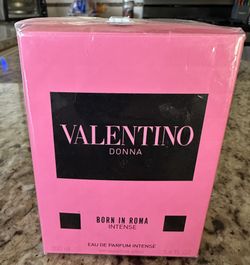 VALENTINO
DONNA
BORN IN ROMA
INTENSE
EAU DE PARFUM INTENSE